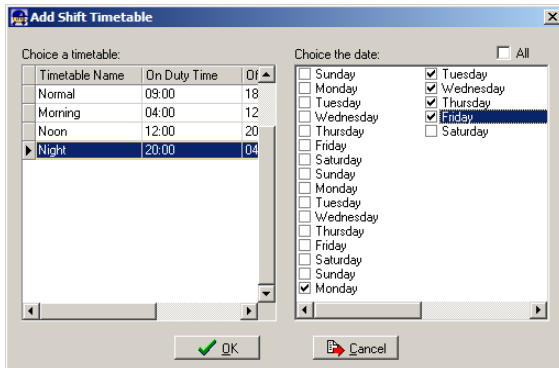 Add Shift Timetable
Choice a timetable:
Timetable Name On Duty Time Of
Normal 09:00 18
Morning 04:00 12
Noon 12:00 20
Night 20:00 04
Choice the date:
All
Sunday
Monday
Tuesday
Wednesday
Thursday
Friday
Saturday
Sunday
Monday
Tuesday
Wednesday
Thursday
Friday
Saturday
Sunday
Monday
Tuesday
Wednesday
Thursday
Friday
Saturday
OK
Cancel